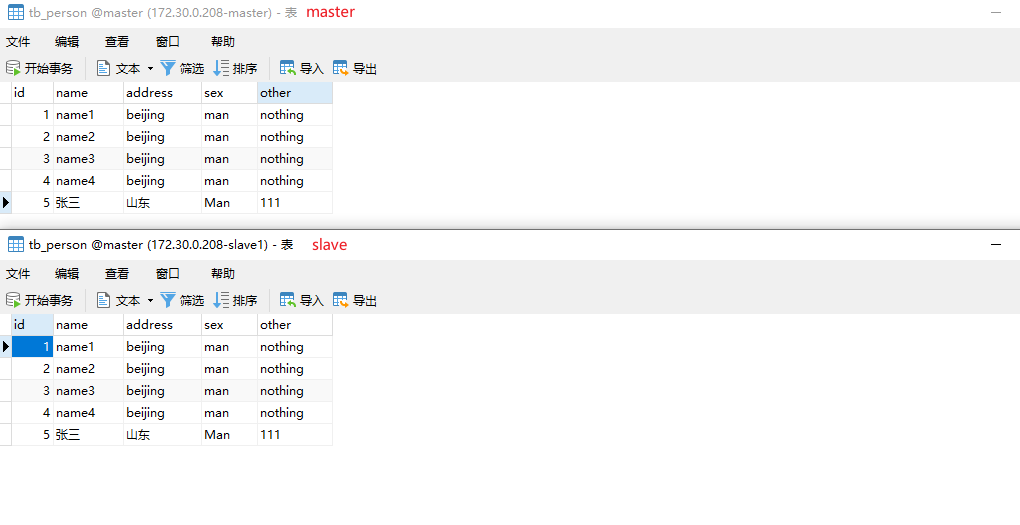 tb_person @master (172.30.0.208-master) - 表 master
文件 编辑 查看 窗口 帮助
开始事务 文本 筛选 排序 导入 导出
id name address sex other
1 name1 beijing man nothing
2 name2 beijing man nothing
3 name3 beijing man nothing
4 name4 beijing man nothing
5 张三 山东 Man 111
tb_person @master (172.30.0.208-slave1) - 表 slave
文件 编辑 查看 窗口 帮助
开始事务 文本 筛选 排序 导入 导出
id name address sex other
1 name1 beijing man nothing
2 name2 beijing man nothing
3 name3 beijing man nothing
4 name4 beijing man nothing
5 张三 山东 Man 111